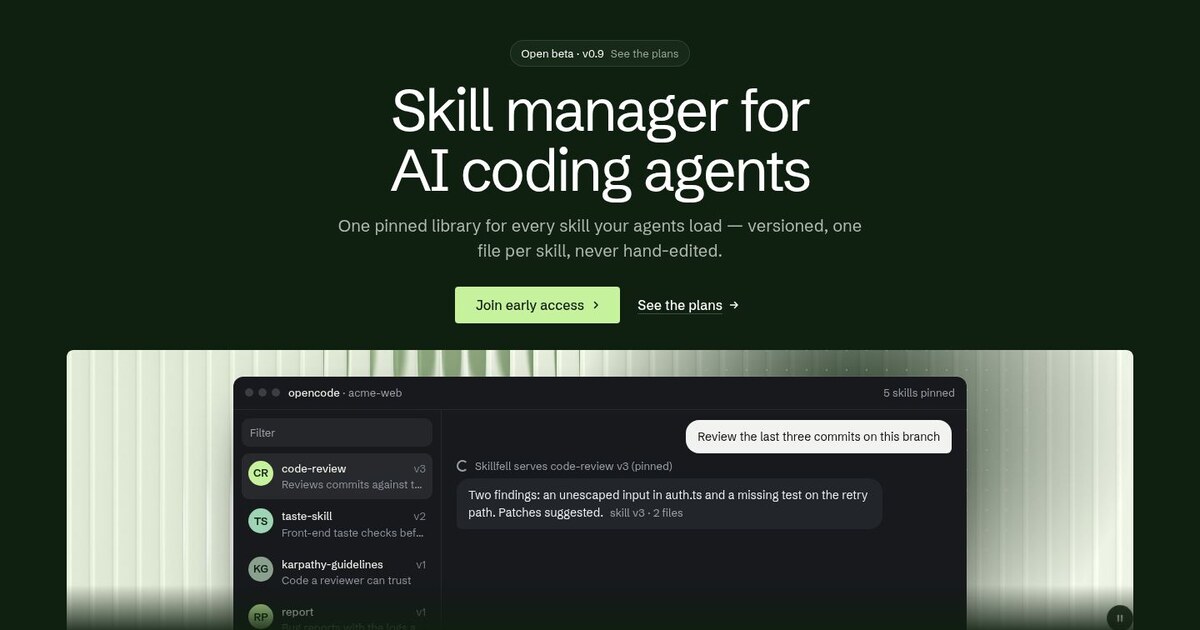 Open beta · v0.9 See the plans
Skill manager for
AI coding agents
One pinned library for every skill your agents load — versioned, one
file per skill, never hand-edited.
Join early access
See the plans →
opencode · acme-web
5 skills pinned
Filter
CR code-review v3
Reviews commits against t…
TS taste-skill v2
Front-end taste checks bef…
KG karpathy-guidelines v1
Code a reviewer can trust
RP report v1
Bug reports with the logs a
Review the last three commits on this branch
Skillfell serves code-review v3 (pinned)
Two findings: an unescaped input in auth.ts and a missing test on the retry
path. Patches suggested. skill v3 · 2 files